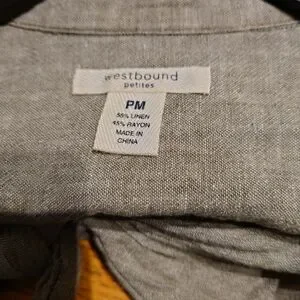 westbound
petites
PM
55% LINEN
45% RAYON
MADE IN
CHINA